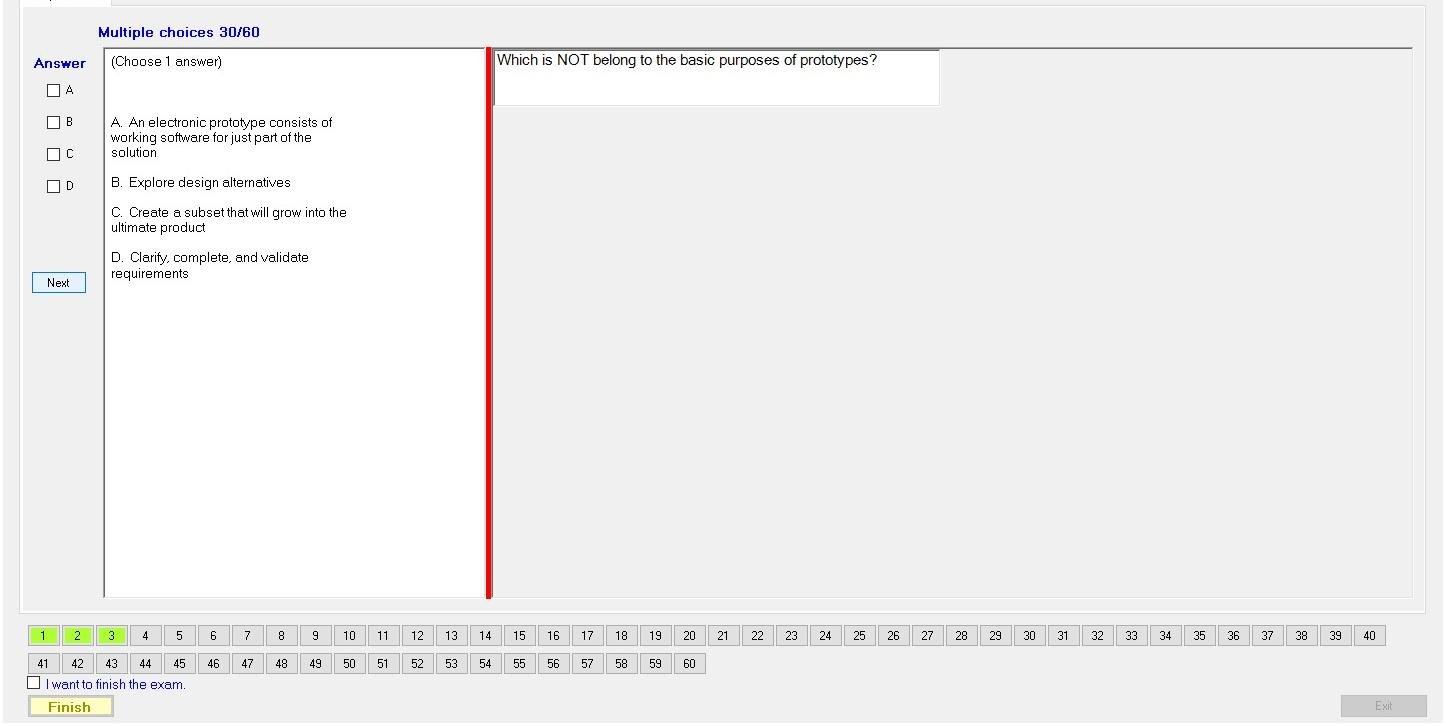 Multiple choices 30/60
Answer
A
B
C
D
Next
(Choose 1 answer)
A. An electronic prototype consists of
working software for just part of the
solution
B. Explore design alternatives
C. Create a subset that will grow into the
ultimate product
D. Clarify, complete, and validate
requirements
Which is NOT belong to the basic purposes of prototypes?
1 2 3 4 5 6 7 8 9 10 11 12 13 14 15 16 17 18 19 20 21 22 23 24 25 26 27 28 29 30 31 32 33 34 35 36 37 38 39 40
41 42 43 44 45 46 47 48 49 50 51 52 53 54 55 56 57 58 59 60
I want to finish the exam.
Finish
Exit